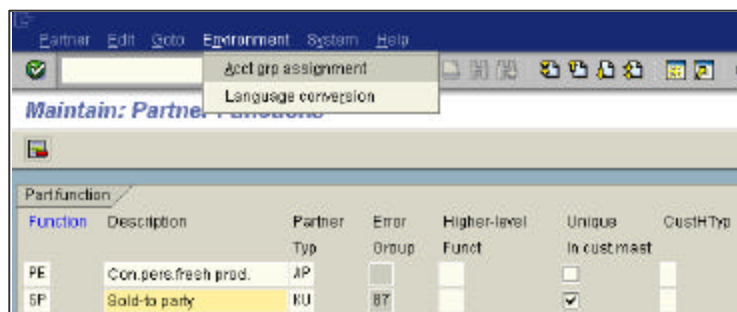 Partner Edit Goto Environment System Help
Acct grp assignment
Language conversion
Maintain: Partner Functions
Part.function
Function Description Partner Error Higher-level Unique CustHTyp
Typ Group Funct In cust.mast
PE Con.pers.fresh prod. AP
SP Sold-to party KU 07